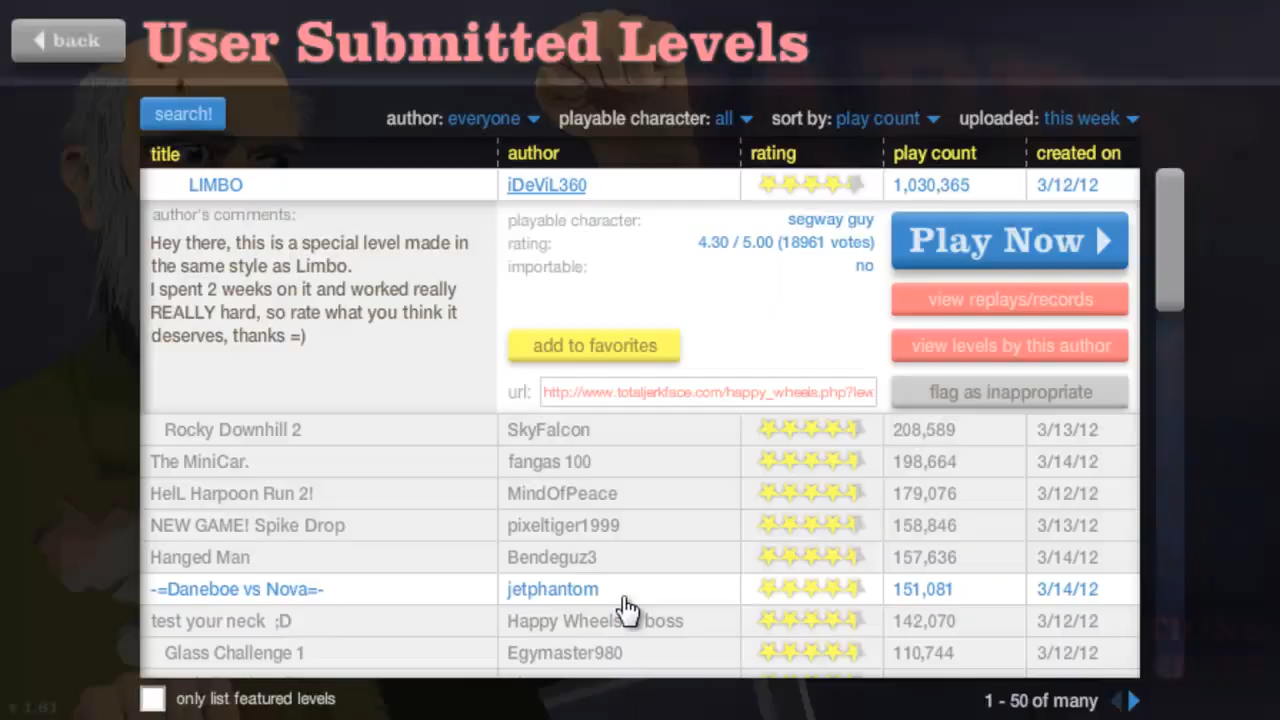 back
User Submitted Levels
search!
author: everyone playable character: all sort by: play count uploaded: this week
title author rating play count created on
LIMBO iDeViL360 1,030,365 3/12/12
author's comments:
Hey there, this is a special level made in
the same style as Limbo.
I spent 2 weeks on it and worked really
REALLY hard, so rate what you think it
deserves, thanks =)
playable character: segway guy
rating: 4.30 / 5.00 (18961 votes)
importable: no
add to favorites
url: http://www.totaljerkface.com/happy_wheels.php?leve
Play Now
view replays/records
view levels by this author
flag as inappropriate
Rocky Downhill 2 SkyFalcon 208,589 3/13/12
The MiniCar. fangas 100 198,664 3/14/12
HelL Harpoon Run 2! MindOfPeace 179,076 3/12/12
NEW GAME! Spike Drop pixeltiger1999 158,846 3/13/12
Hanged Man Bendeguz3 157,636 3/14/12
-=Daneboe vs Nova=- jetphantom 151,081 3/14/12
test your neck ;D Happy Wheels boss 142,070 3/12/12
Glass Challenge 1 Egymaster980 110,744 3/12/12
only list featured levels
1 - 50 of many
v 1.61